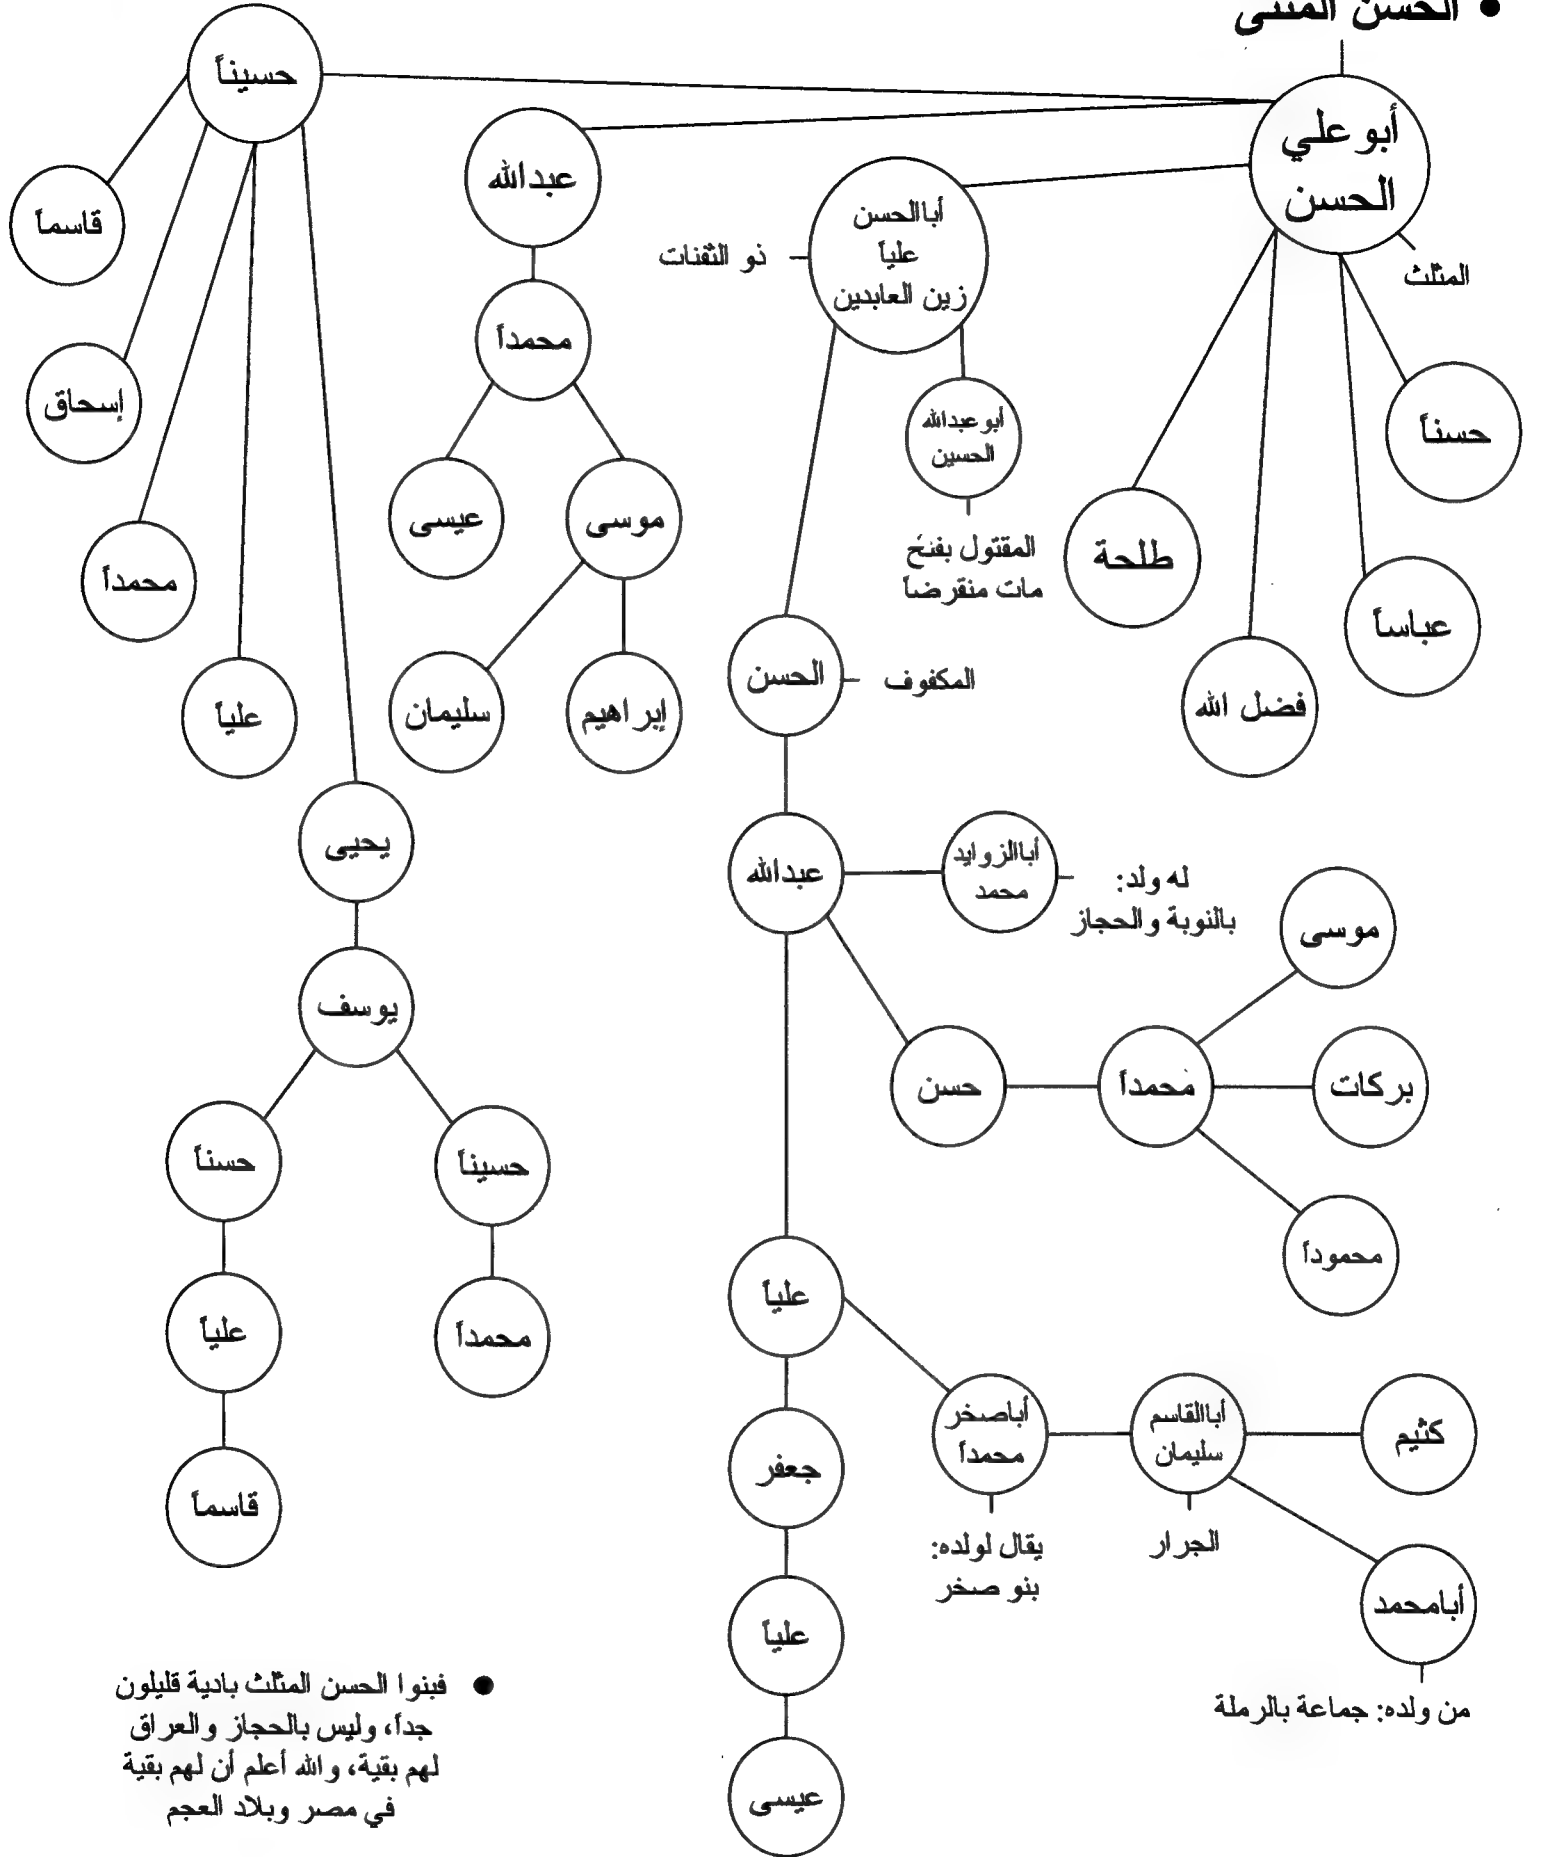 • الحسن المثنى
أبو علي
الحسن
المثلث
حسناً
عباساً
فضل الله
طلحة
أباالحسن
علياً
زين العابدين
ذو الثفنات
أبو عبدالله
الحسين
المقتول بفخ
مات منقرضاً
الحسن
المكفوف
عبدالله
أباالزوايد
محمد
له ولد:
بالنوبة والحجاز
حسن
محمداً
موسى
بركات
محموداً
علياً
أباصخر
محمداً
يقال لولده:
بنو صخر
أباالقاسم
سليمان
الجرار
كثيم
أبامحمد
من ولده: جماعة بالرملة
جعفر
علياً
عيسى
عبدالله
محمداً
موسى
عيسى
إبراهيم
سليمان
حسيناً
قاسماً
إسحاق
محمداً
علياً
يحيى
يوسف
حسيناً
محمداً
حسناً
علياً
قاسماً
• فبنوا الحسن المثلث بادية قليلون
جداً، وليس بالحجاز والعراق
لهم بقية، والله أعلم أن لهم بقية
في مصر وبلاد العجم